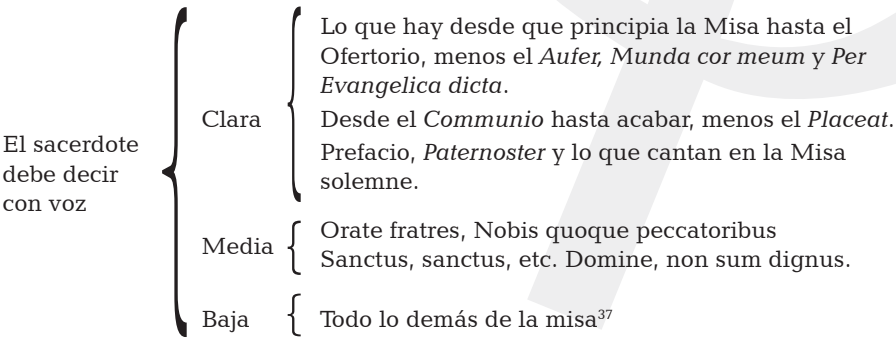 El sacerdote
debe decir
con voz
Clara
Lo que hay desde que principia la Misa hasta el
Ofertorio, menos el Aufer, Munda cor meum y Per
Evangelica dicta.
Desde el Communio hasta acabar, menos el Placeat.
Prefacio, Paternoster y lo que cantan en la Misa
solemne.
Media
Orate fratres, Nobis quoque peccatoribus
Sanctus, sanctus, etc. Domine, non sum dignus.
Baja
Todo lo demás de la misa³⁷